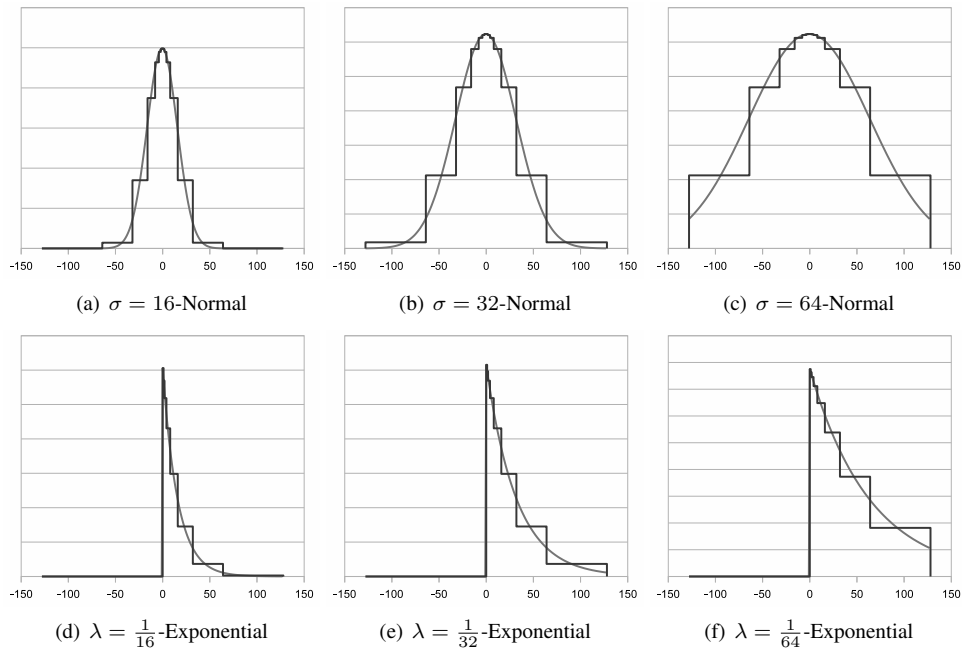 −150 −100 −50 0 50 100 150
−150 −100 −50 0 50 100 150
−150 −100 −50 0 50 100 150
(a) σ = 16-Normal
(b) σ = 32-Normal
(c) σ = 64-Normal
−150 −100 −50 0 50 100 150
−150 −100 −50 0 50 100 150
−150 −100 −50 0 50 100 150
(d) λ = 1/16-Exponential
(e) λ = 1/32-Exponential
(f) λ = 1/64-Exponential